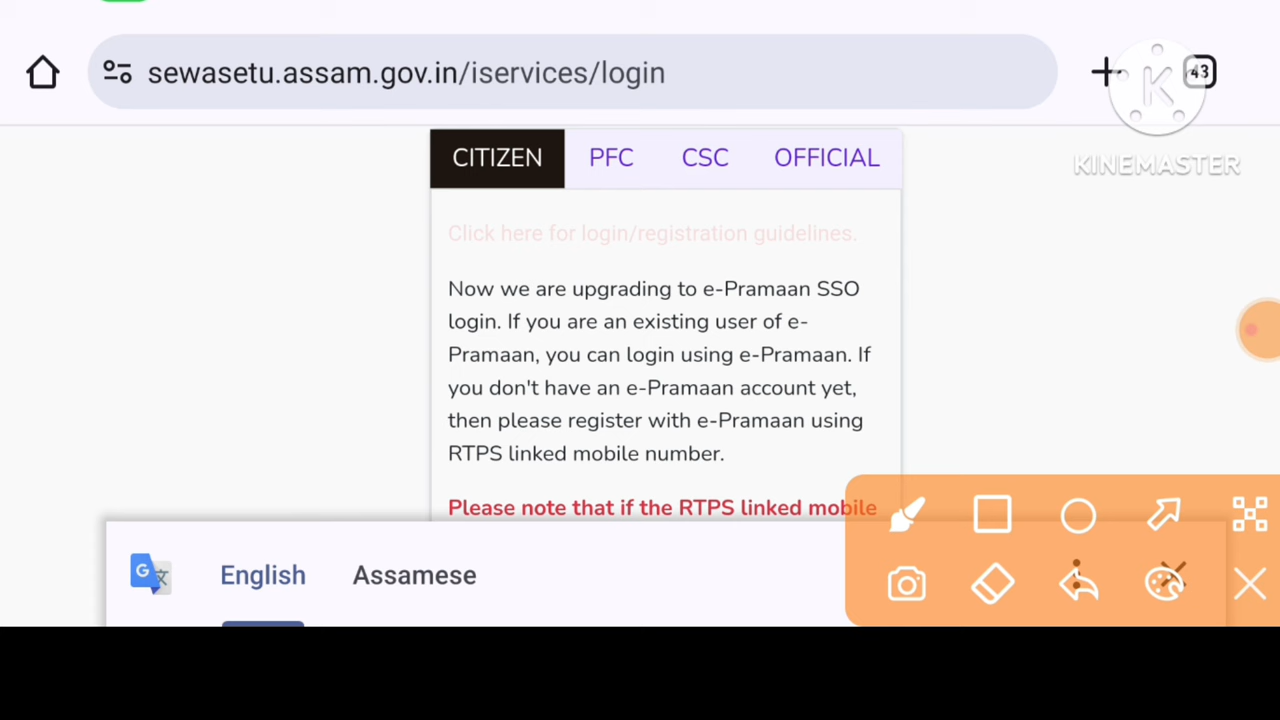 sewasetu.assam.gov.in/iservices/login
43
K
KINEMASTER
CITIZEN PFC CSC OFFICIAL
Click here for login/registration guidelines.
Now we are upgrading to e-Pramaan SSO
login. If you are an existing user of e-
Pramaan, you can login using e-Pramaan. If
you don't have an e-Pramaan account yet,
then please register with e-Pramaan using
RTPS linked mobile number.
Please note that if the RTPS linked mobile
G 文
English Assamese